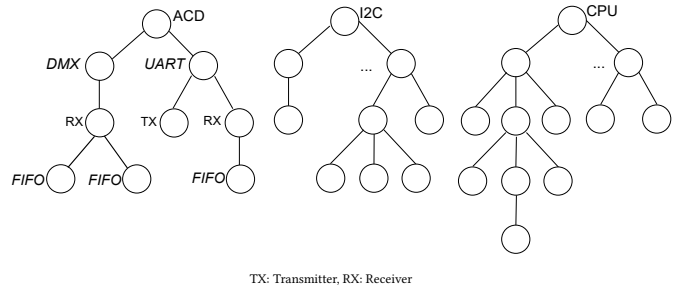 ACD
I2C
CPU
DMX
UART
...
...
RX
TX
RX
FIFO
FIFO
FIFO
TX: Transmitter, RX: Receiver